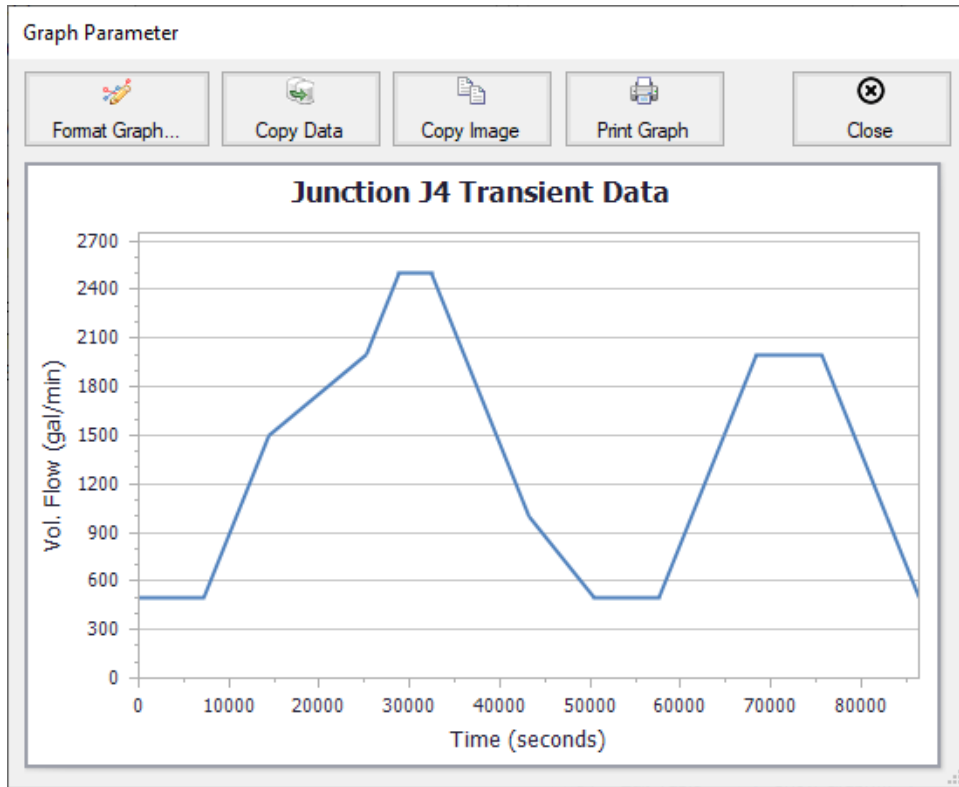 Graph Parameter
Format Graph... Copy Data Copy Image Print Graph Close
Junction J4 Transient Data
Vol. Flow (gal/min)
2700
2400
2100
1800
1500
1200
900
600
300
0
0 10000 20000 30000 40000 50000 60000 70000 80000
Time (seconds)